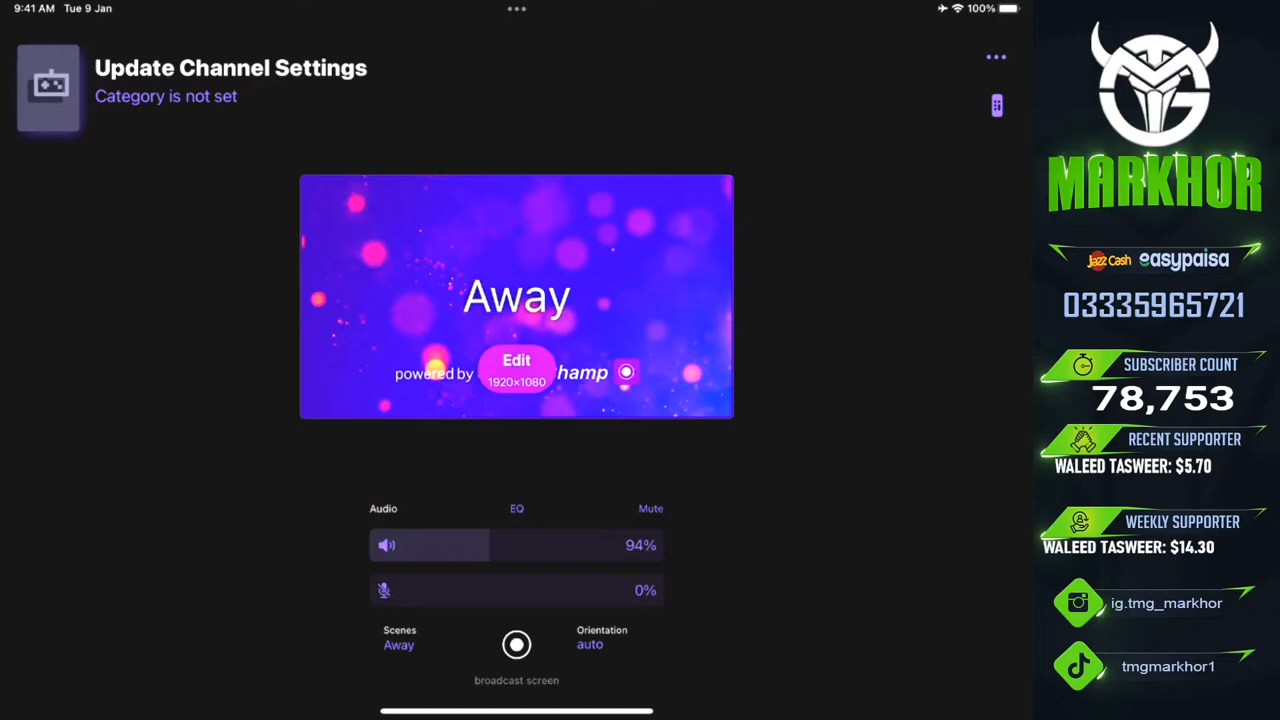 9:41 AM Tue 9 Jan
100%
Update Channel Settings
Category is not set
Away
powered by
hamp
Edit
1920×1080
Audio
EQ
Mute
94%
0%
Scenes
Away
Orientation
auto
broadcast screen
MARKHOR
JazzCash easypaisa
03335965721
SUBSCRIBER COUNT
78,753
RECENT SUPPORTER
WALEED TASWEER: $5.70
WEEKLY SUPPORTER
WALEED TASWEER: $14.30
ig.tmg_markhor
tmgmarkhor1